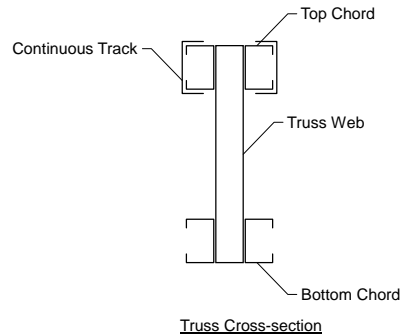 Top Chord
Continuous Track
Truss Web
Bottom Chord
Truss Cross-section